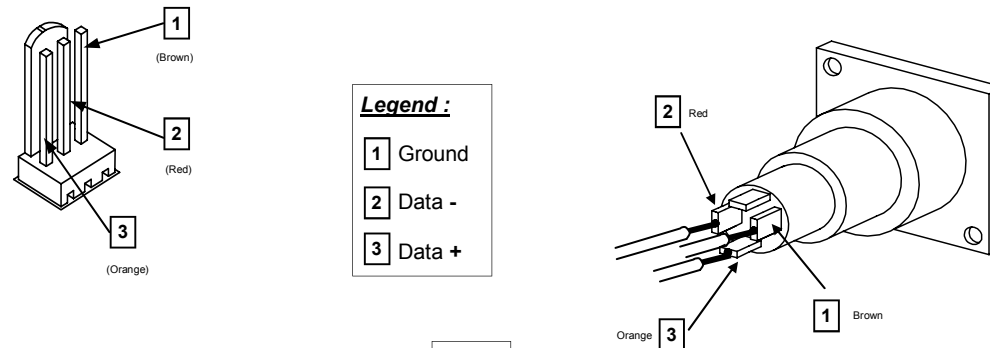 1
(Brown)
2
(Red)
3
(Orange)
Legend :
1 Ground
2 Data -
3 Data +
2 Red
1 Brown
Orange 3